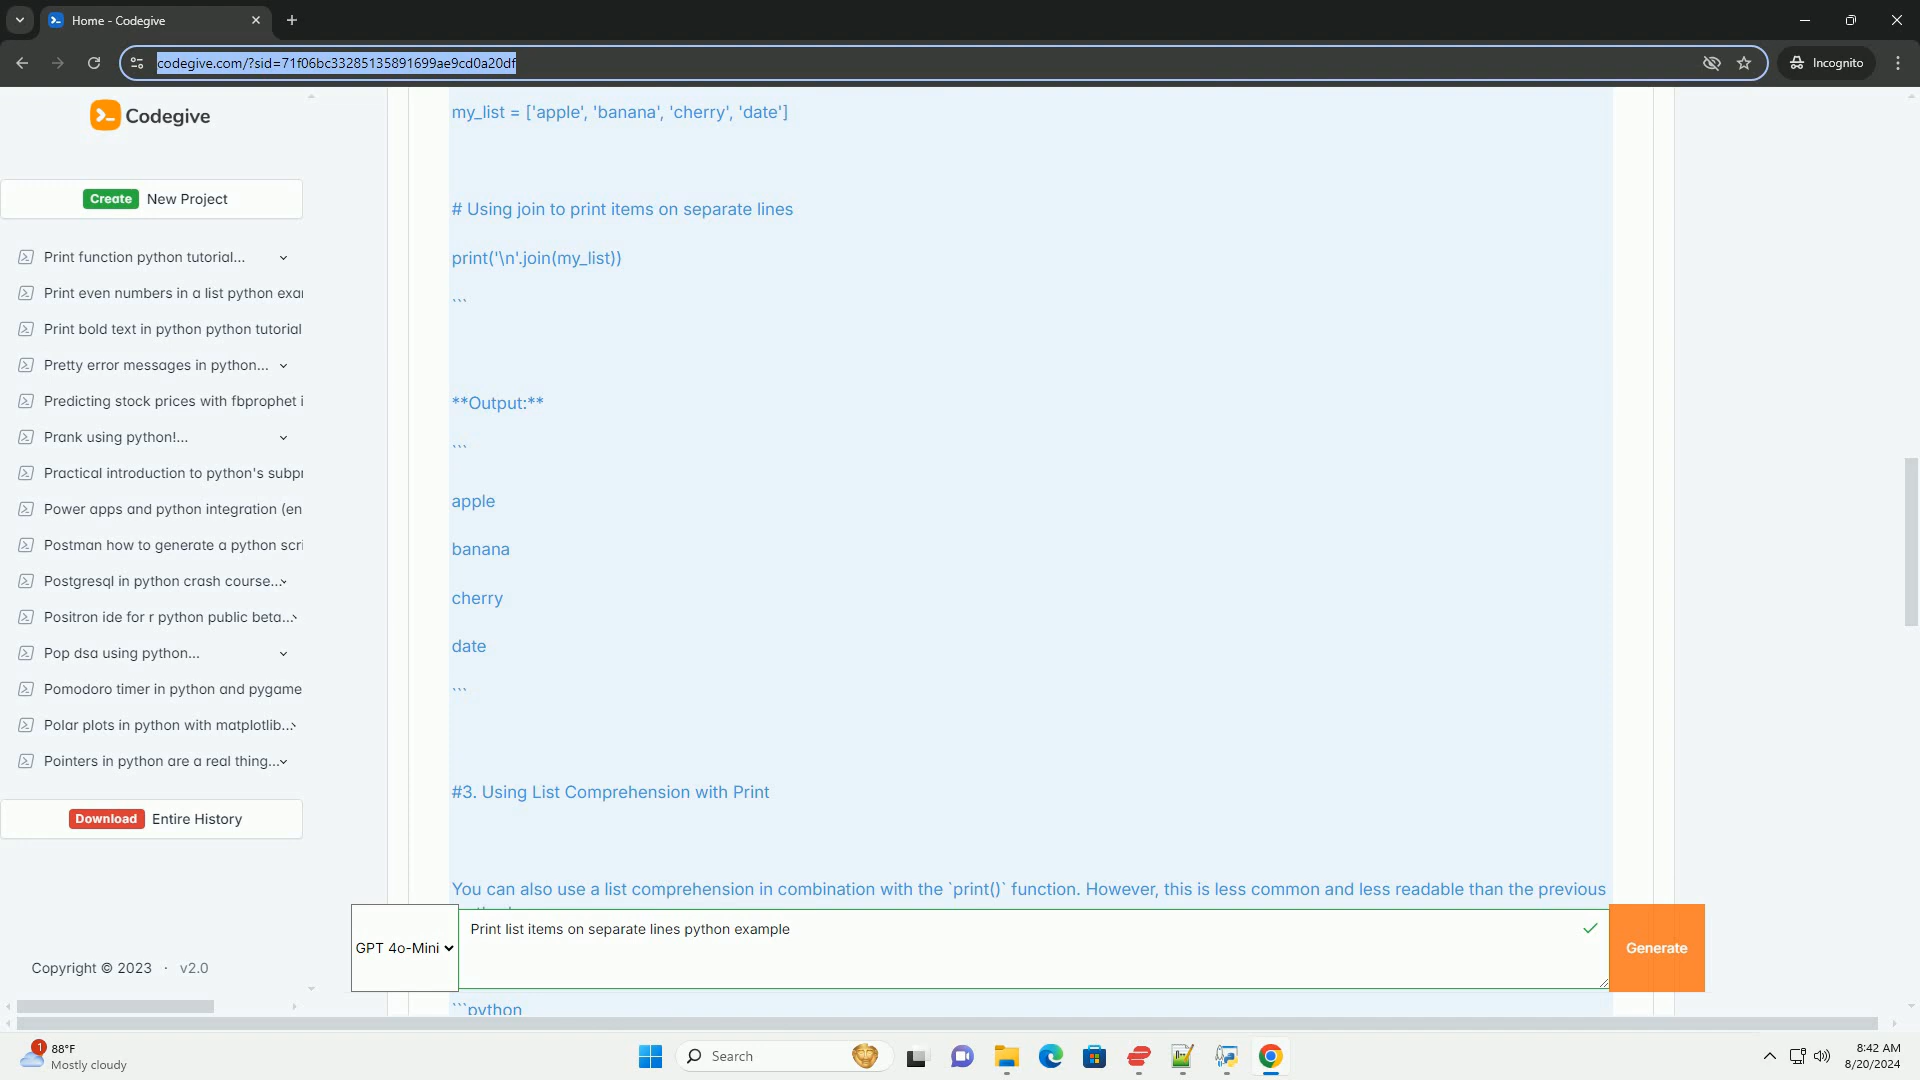 Home - Codegive
codegive.com/?sid=71f06bc33285135891699ae9cd0a20df
Incognito
Codegive
Create New Project
Print function python tutorial...
Print even numbers in a list python exa
Print bold text in python python tutorial
Pretty error messages in python...
Predicting stock prices with fbprophet i
Prank using python!...
Practical introduction to python's subp
Power apps and python integration (en
Postman how to generate a python scri
Postgresql in python crash course...
Positron ide for r python public beta...
Pop dsa using python...
Pomodoro timer in python and pygame
Polar plots in python with matplotlib...
Pointers in python are a real thing...
Download Entire History
Copyright © 2023 · v2.0
my_list = ['apple', 'banana', 'cherry', 'date']
# Using join to print items on separate lines
print('\n'.join(my_list))
```
**Output:**
```
apple
banana
cherry
date
```
#3. Using List Comprehension with Print
You can also use a list comprehension in combination with the `print()` function. However, this is less common and less readable than the previous
GPT 4o-Mini
Print list items on separate lines python example
Generate
```python
1
88°F
Mostly cloudy
Search
8:42 AM
8/20/2024